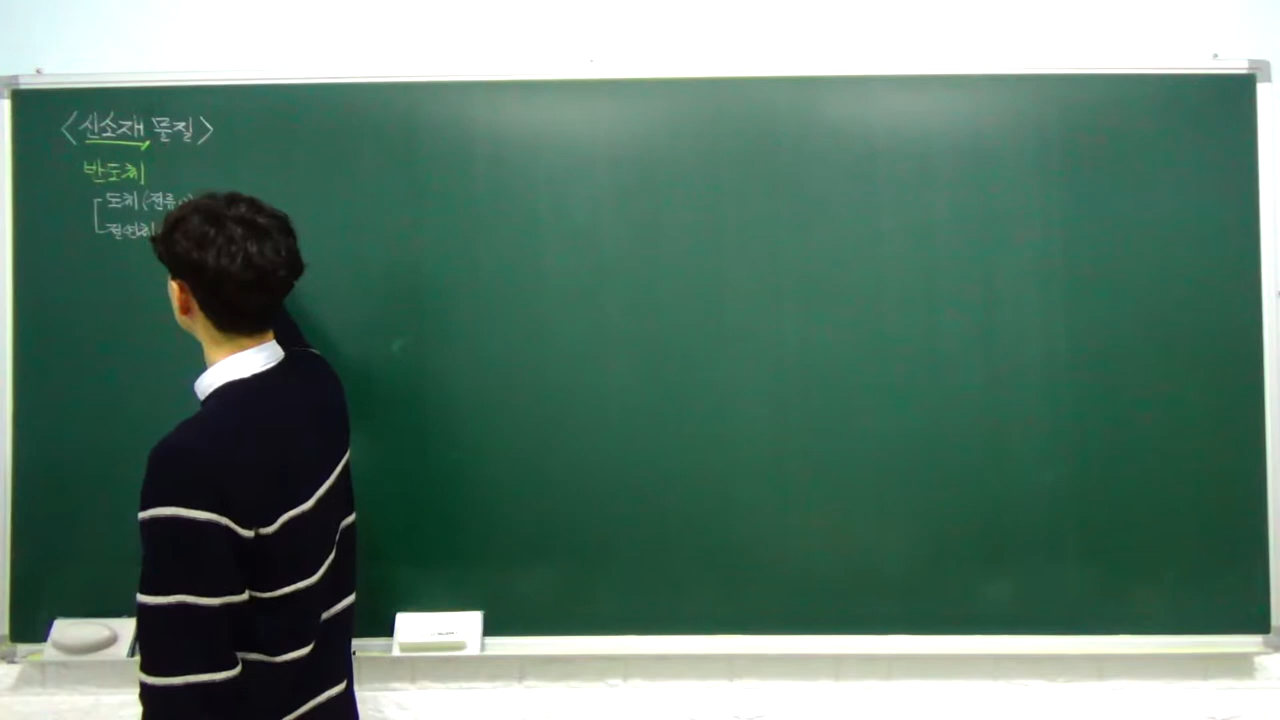 <신소재 물질>
반도체
도체 (전류
절연체